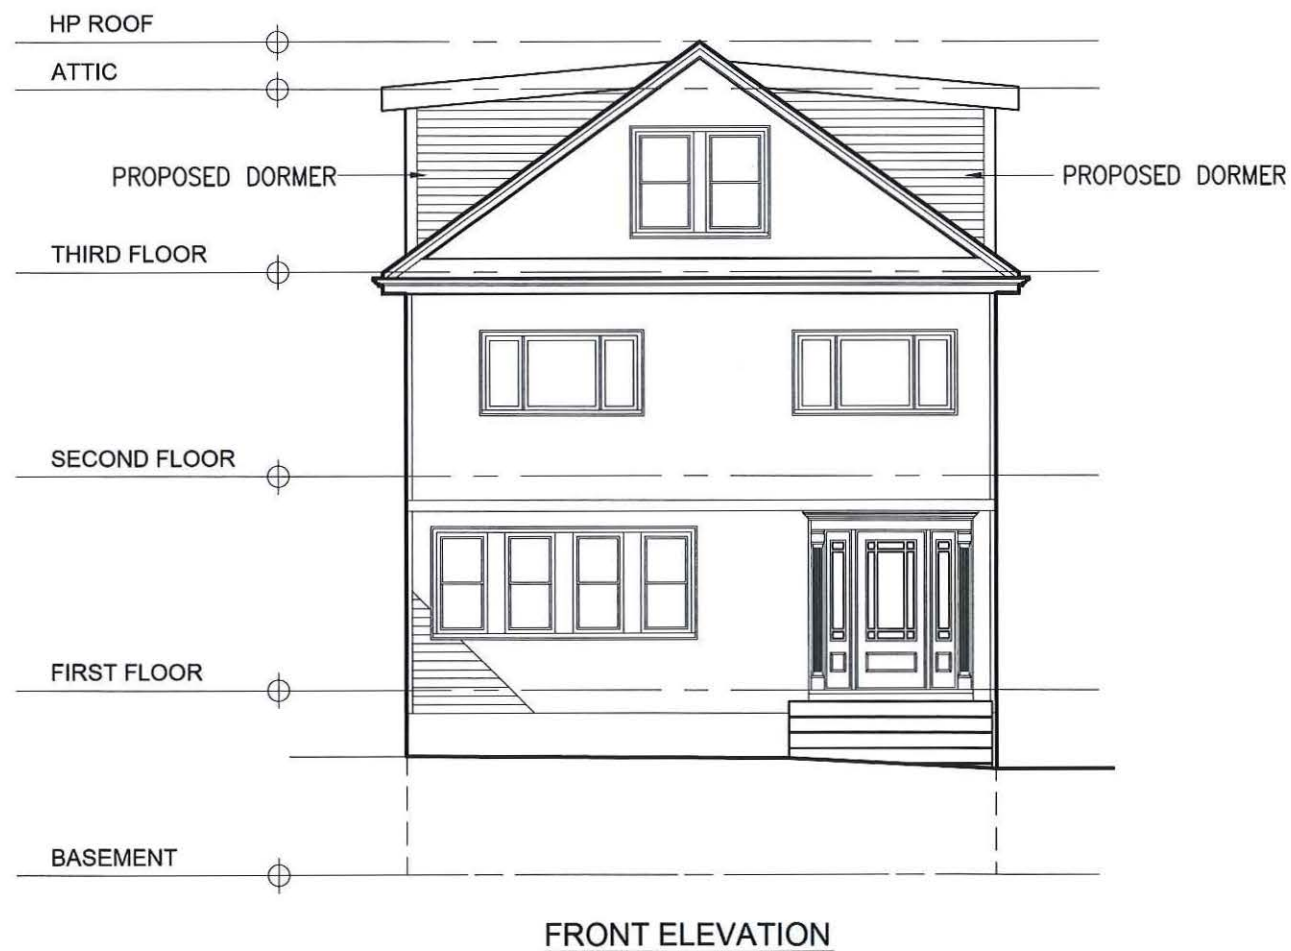 HP ROOF
ATTIC
PROPOSED DORMER
PROPOSED DORMER
THIRD FLOOR
SECOND FLOOR
FIRST FLOOR
BASEMENT
FRONT ELEVATION